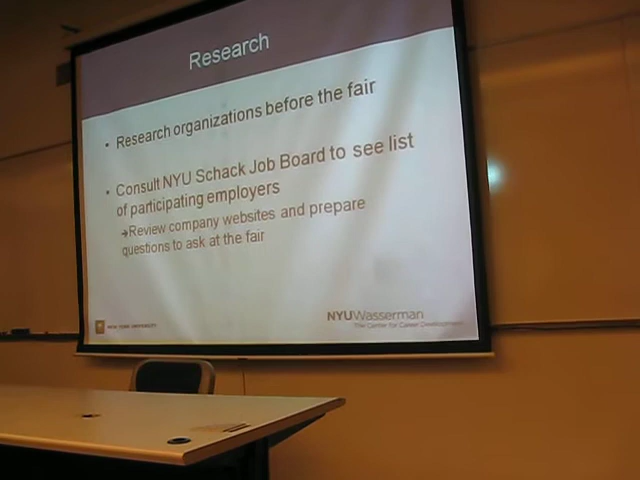 Research
• Research organizations before the fair
• Consult NYU Schack Job Board to see list
of participating employers
➔Review company websites and prepare
questions to ask at the fair
NEW YORK UNIVERSITY
NYUWasserman
The Center for Career Development